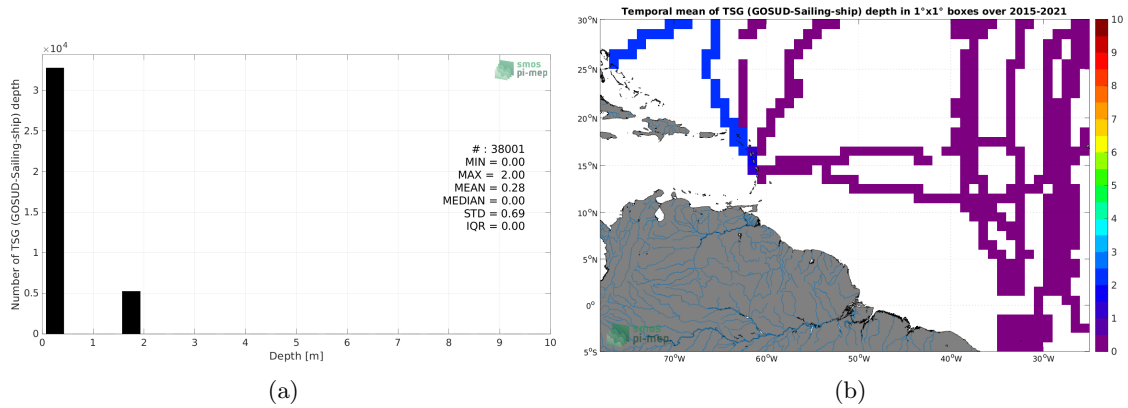 ×10⁴
3
2.5
2
1.5
1
0.5
0
0 1 2 3 4 5 6 7 8 9 10
Number of TSG (GOSUD-Sailing-ship) depth
Depth [m]
smos
pi-mep
# : 38001
MIN = 0.00
MAX = 2.00
MEAN = 0.28
MEDIAN = 0.00
STD = 0.69
IQR = 0.00
(a)
Temporal mean of TSG (GOSUD-Sailing-ship) depth in 1°x1° boxes over 2015-2021
30°N
25°N
20°N
15°N
10°N
5°N
0°
5°S
70°W 60°W 50°W 40°W 30°W
smos
pi-mep
10
9
8
7
6
5
4
3
2
1
0
(b)